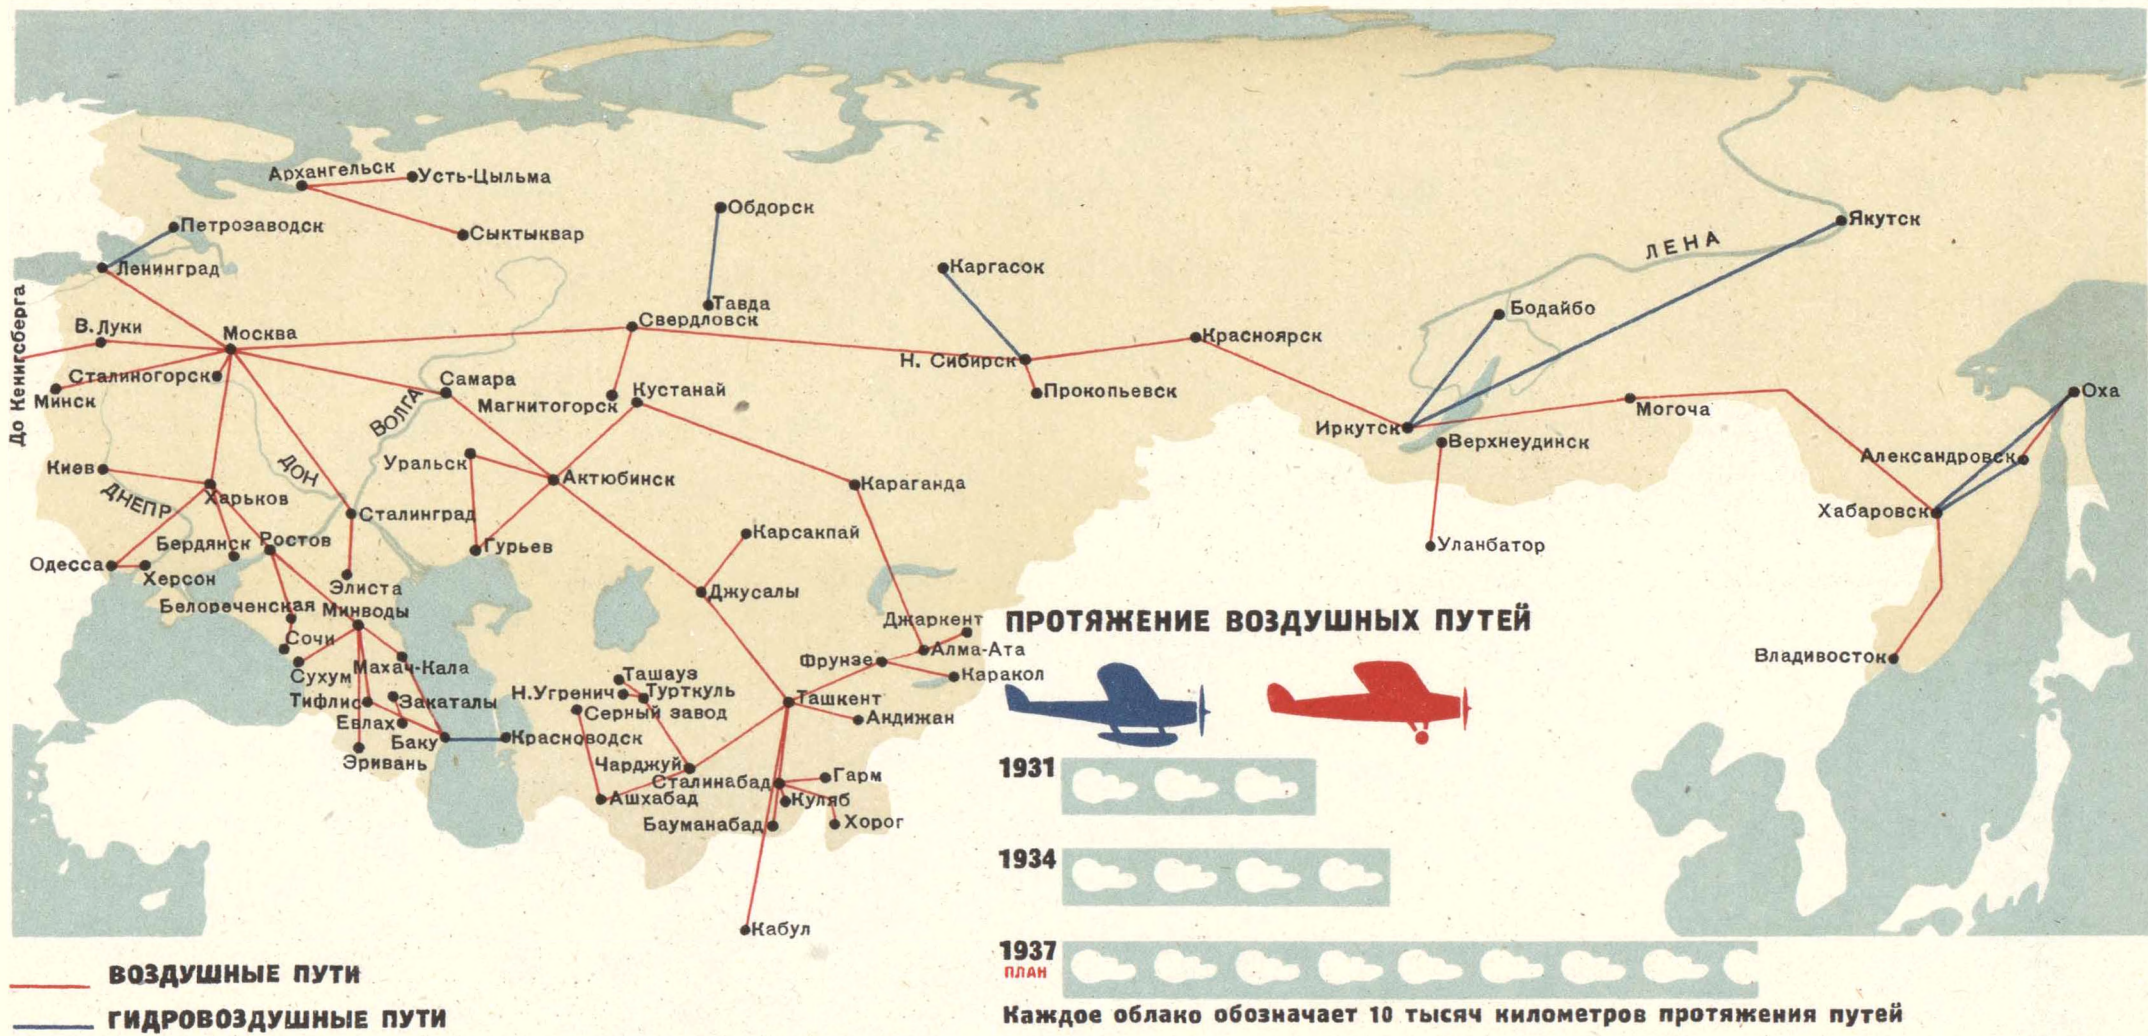 Архангельск
Усть-Цыльма
Обдорск
Петрозаводск
Сыктыквар
Якутск
ЛЕНА
Ленинград
Каргасок
До Кенигсберга
Тавда
Бодайбо
В.Луки
Москва
Свердловск
Красноярск
Н. Сибирск
Сталиногорск
Самара
Кустанай
Прокопьевск
Оха
Минск
Магнитогорск
Могоча
ВОЛГА
Иркутск
Верхнеудинск
Александровск
Киев
ДОН
Уральск
Актюбинск
Караганда
ДНЕПР
Харьков
Сталинград
Хабаровск
Карсакпай
Бердянск
Ростов
Гурьев
Уланбатор
Одесса
Херсон
Элиста
Джусалы
Белореченская
Минводы
Джаркент
ПРОТЯЖЕНИЕ ВОЗДУШНЫХ ПУТЕЙ
Сочи
Алма-Ата
Владивосток
Сухум
Махач-Кала
Фрунзе
Каракол
Ташауз
Н.Угренич
Турткуль
Тифлис
Закаталы
Ташкент
Серный завод
Андижан
Евлах
Баку
Красноводск
Эривань
Чарджуй
1931
Сталинабад
Гарм
Ашхабад
Куляб
Бауманабад
Хорог
1934
Кабул
1937
ПЛАН
ВОЗДУШНЫЕ ПУТИ
ГИДРОВОЗДУШНЫЕ ПУТИ
Каждое облако обозначает 10 тысяч километров протяжения путей